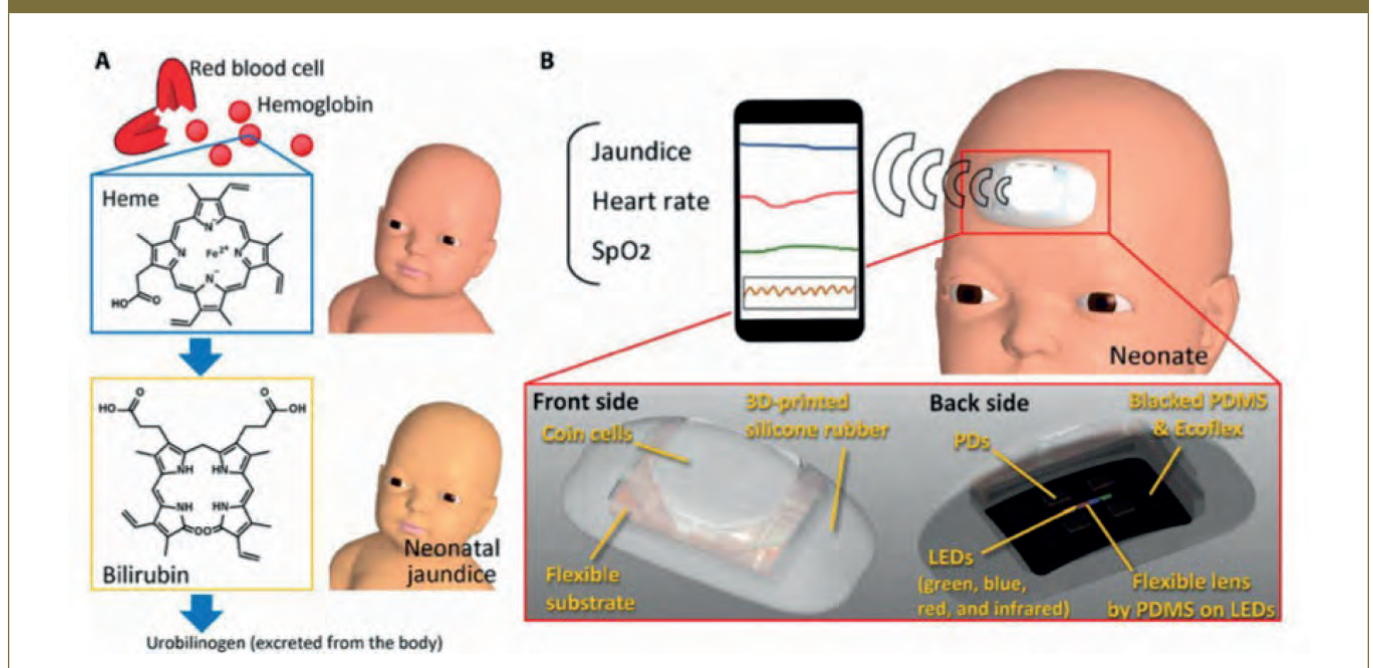 A
Red blood cell
Hemoglobin
Heme
N
N
Fe2+
N
N
HO
O
O
HO
O
OH
NH
HN
NH
HN
O
O
Bilirubin
Neonatal
jaundice
Urobilinogen (excreted from the body)
B
Jaundice
Heart rate
SpO2
Neonate
Front side
Coin cells
3D-printed
silicone rubber
Flexible
substrate
Back side
PDs
Blacked PDMS
& Ecoflex
LEDs
(green, blue,
red, and infrared)
Flexible lens
by PDMS on LEDs